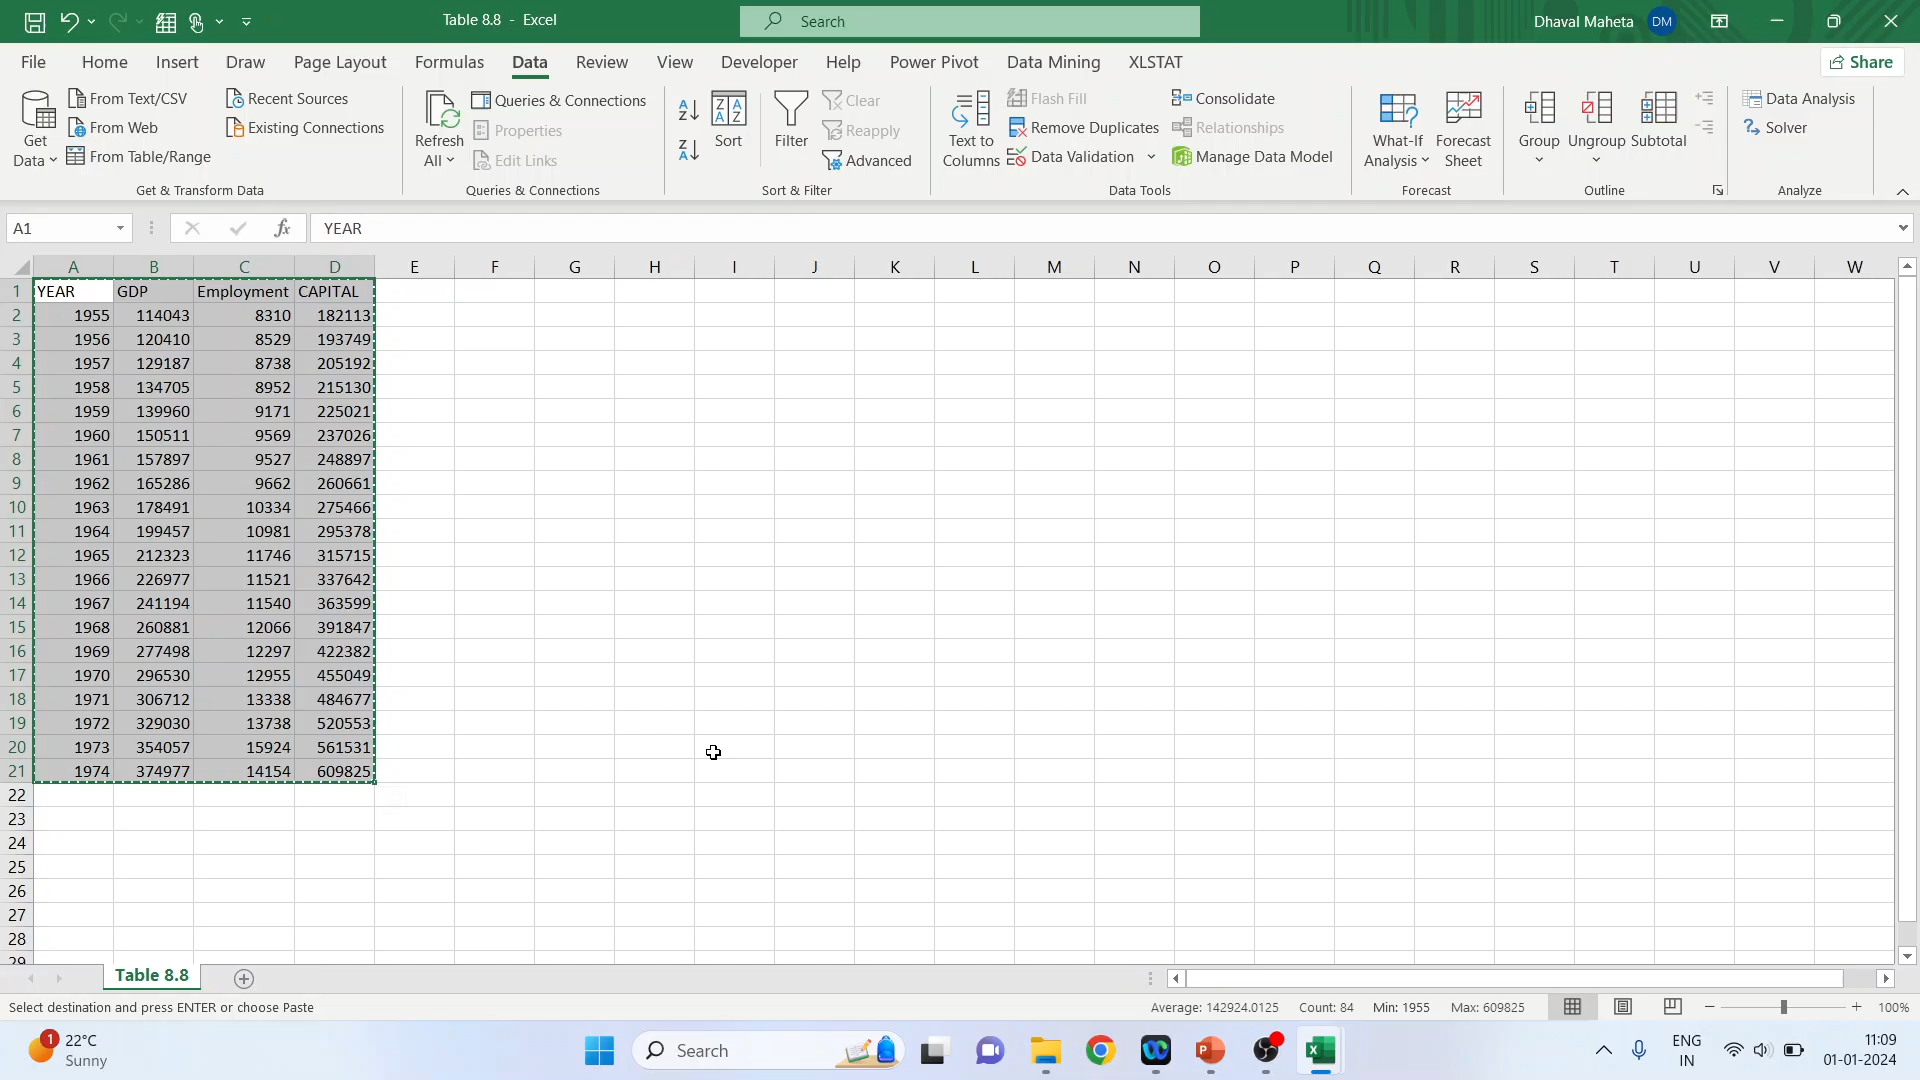 Table 8.8 - Excel
Search
Dhaval Maheta
DM
File Home Insert Draw Page Layout Formulas Data Review View Developer Help Power Pivot Data Mining XLSTAT
Share
Get Data
From Text/CSV
From Web
From Table/Range
Recent Sources
Existing Connections
Get & Transform Data
Refresh All
Queries & Connections
Properties
Edit Links
Queries & Connections
Sort
Filter
Clear
Reapply
Advanced
Sort & Filter
Text to Columns
Flash Fill
Remove Duplicates
Data Validation
Consolidate
Relationships
Manage Data Model
Data Tools
What-If Analysis
Forecast Sheet
Forecast
Group
Ungroup
Subtotal
Outline
Data Analysis
Solver
Analyze
A1
fx
YEAR
A B C D E F G H I J K L M N O P Q R S T U V W
1 YEAR GDP Employment CAPITAL
2 1955 114043 8310 182113
3 1956 120410 8529 193749
4 1957 129187 8738 205192
5 1958 134705 8952 215130
6 1959 139960 9171 225021
7 1960 150511 9569 237026
8 1961 157897 9527 248897
9 1962 165286 9662 260661
10 1963 178491 10334 275466
11 1964 199457 10981 295378
12 1965 212323 11746 315715
13 1966 226977 11521 337642
14 1967 241194 11540 363599
15 1968 260881 12066 391847
16 1969 277498 12297 422382
17 1970 296530 12955 455049
18 1971 306712 13338 484677
19 1972 329030 13738 520553
20 1973 354057 15924 561531
21 1974 374977 14154 609825
22
23
24
25
26
27
28
29
Table 8.8
Select destination and press ENTER or choose Paste
Average: 142924.0125 Count: 84 Min: 1955 Max: 609825
100%
1
22°C
Sunny
Search
ENG
IN
11:09
01-01-2024